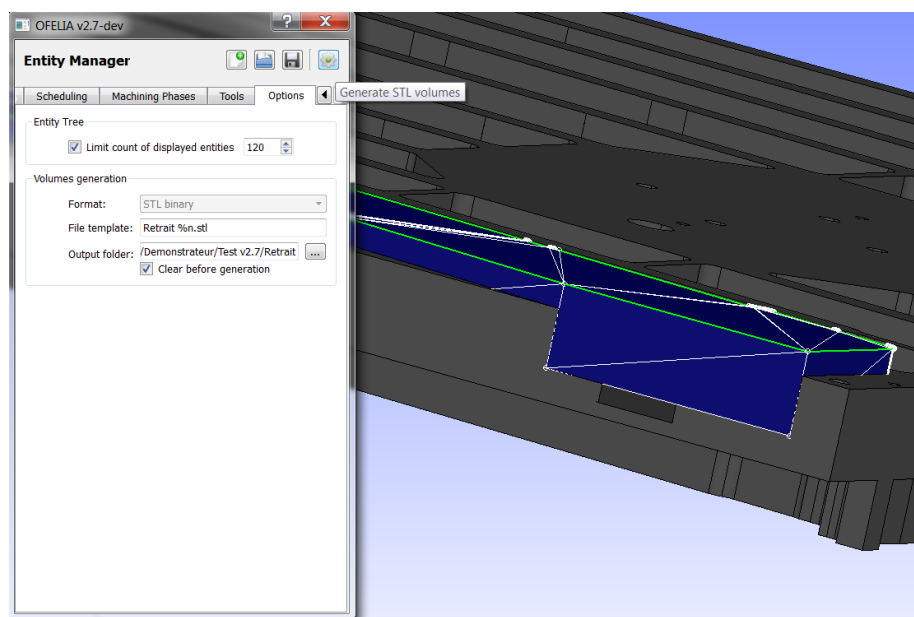 OFELIA v2.7-dev
Entity Manager
Scheduling Machining Phases Tools Options
Generate STL volumes
Entity Tree
Limit count of displayed entities 120
Volumes generation
Format: STL binary
File template: Retrait %n.stl
Output folder: /Demonstrateur/Test v2.7/Retrait ...
Clear before generation